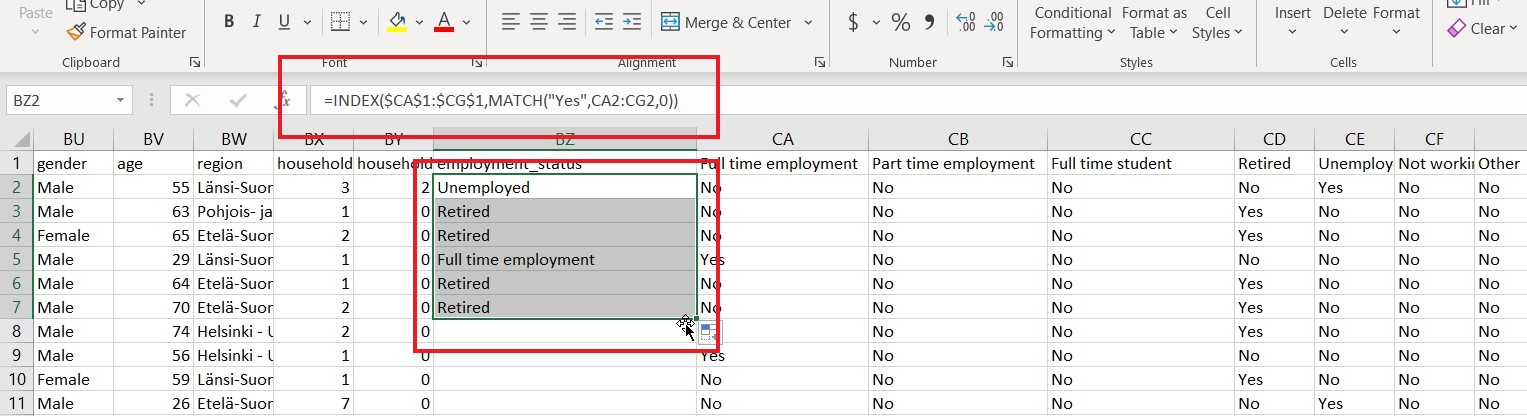 Paste Copy Fill
Format Painter
B I U A Merge & Center $ % 9 Conditional Formatting Format as Table Cell Styles Insert Delete Format Clear
Clipboard Font Alignment Number Styles Cells
BZ2 fx =INDEX($CA$1:$CG$1,MATCH("Yes",CA2:CG2,0))
BU BV BW BX BY BZ CA CB CC CD CE CF
1 gender age region household household employment_status Full time employment Part time employment Full time student Retired Unemploy Not workin Other
2 Male 55 Länsi-Suor 3 2 Unemployed No No No No Yes No No
3 Male 63 Pohjois- ja 1 0 Retired No No No Yes No No No
4 Female 65 Etelä-Suor 2 0 Retired No No No Yes No No No
5 Male 29 Länsi-Suor 1 0 Full time employment Yes No No No No No No
6 Male 64 Etelä-Suor 1 0 Retired No No No Yes No No No
7 Male 70 Etelä-Suor 2 0 Retired No No No Yes No No No
8 Male 74 Helsinki - U 2 0 No No Yes No No No
9 Male 56 Helsinki - U 1 0 Yes No No No No No No
10 Female 59 Länsi-Suor 1 0 No No No Yes No No No
11 Male 26 Etelä-Suor 7 0 No No No No Yes No No